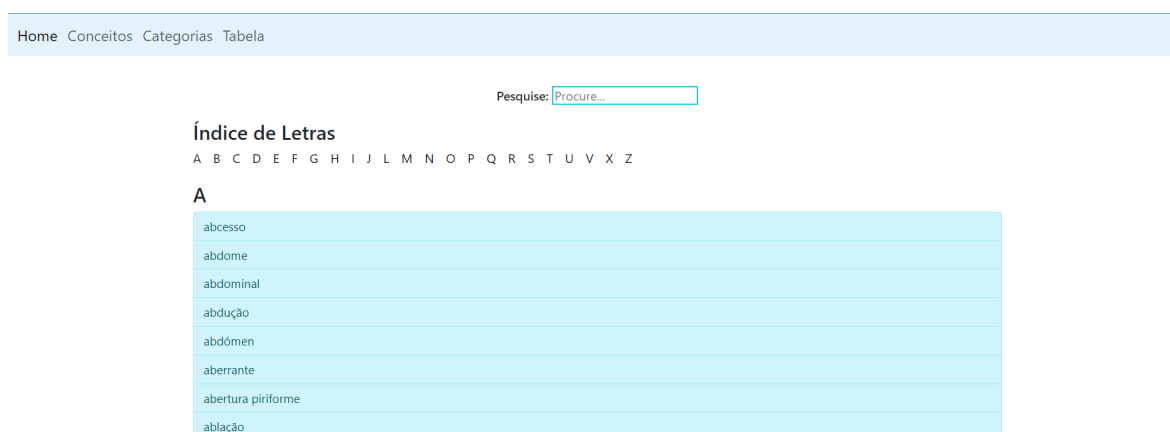 Home Conceitos Categorias Tabela
Pesquise: Procure...
Índice de Letras
A B C D E F G H I J L M N O P Q R S T U V X Z
A
abcesso
abdome
abdominal
abdução
abdómen
aberrante
abertura piriforme
ablação